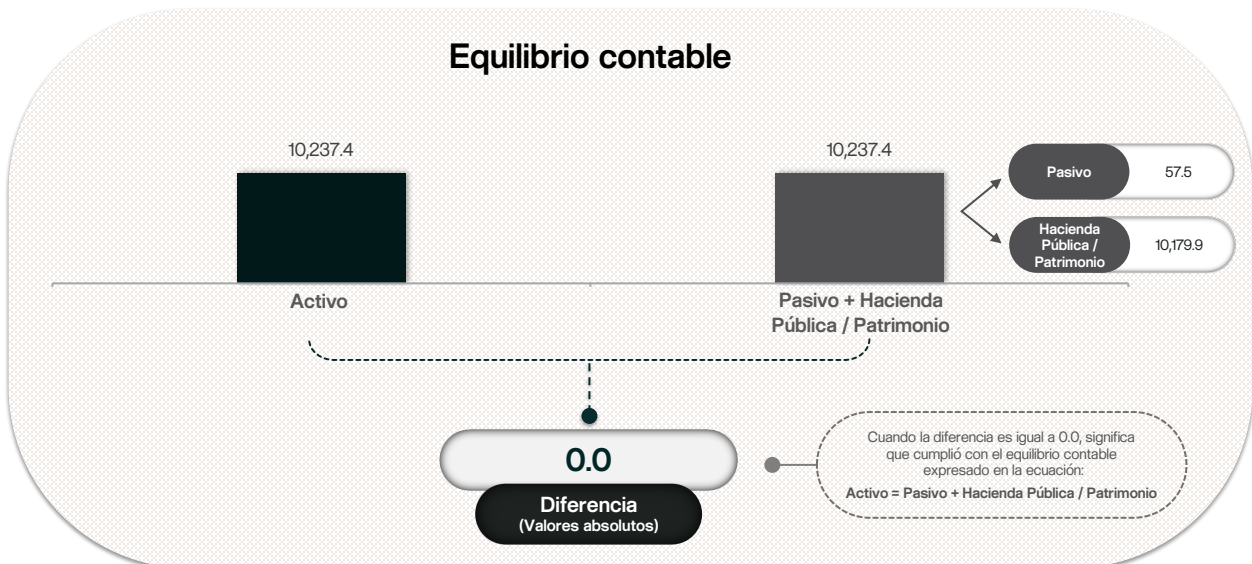 Equilibrio contable
10,237.4
10,237.4
Pasivo
57.5
Hacienda
Pública /
Patrimonio
10,179.9
Activo
Pasivo + Hacienda
Pública / Patrimonio
0.0
Diferencia
(Valores absolutos)
Cuando la diferencia es igual a 0.0, significa
que cumplió con el equilibrio contable
expresado en la ecuación:
Activo = Pasivo + Hacienda Pública / Patrimonio